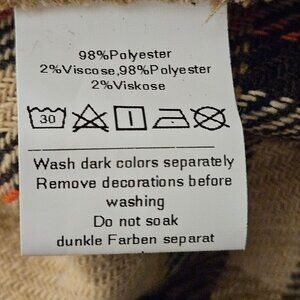 98%Polyester
2%Viscose,98%Polyester
2%Viskose
30
Wash dark colors separately
Remove decorations before
washing
Do not soak
dunkle Farben separat